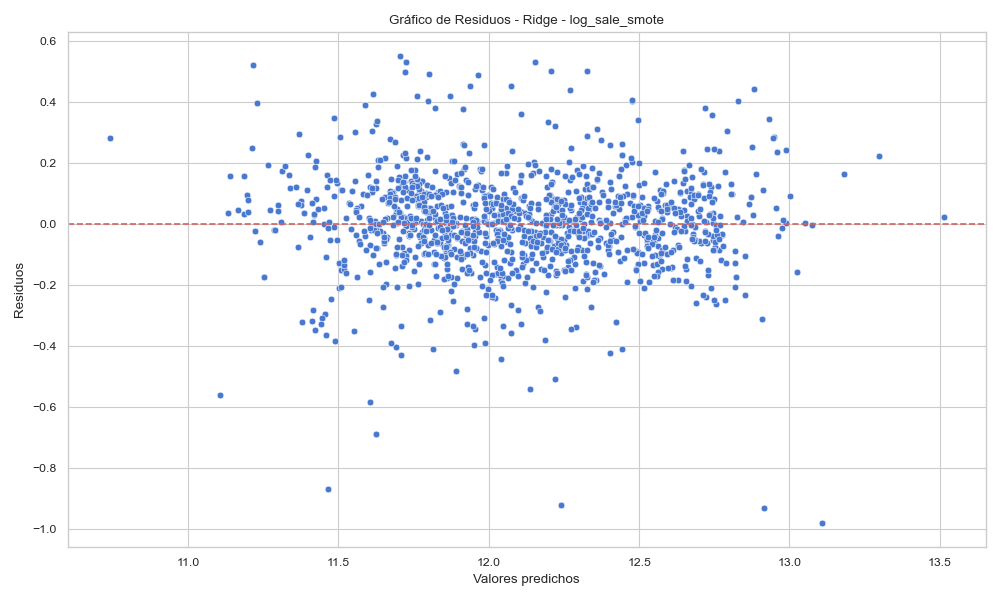 Gráfico de Residuos - Ridge - log_sale_smote
0.6
0.4
0.2
0.0
−0.2
−0.4
−0.6
−0.8
−1.0
Residuos
11.0 11.5 12.0 12.5 13.0 13.5
Valores predichos